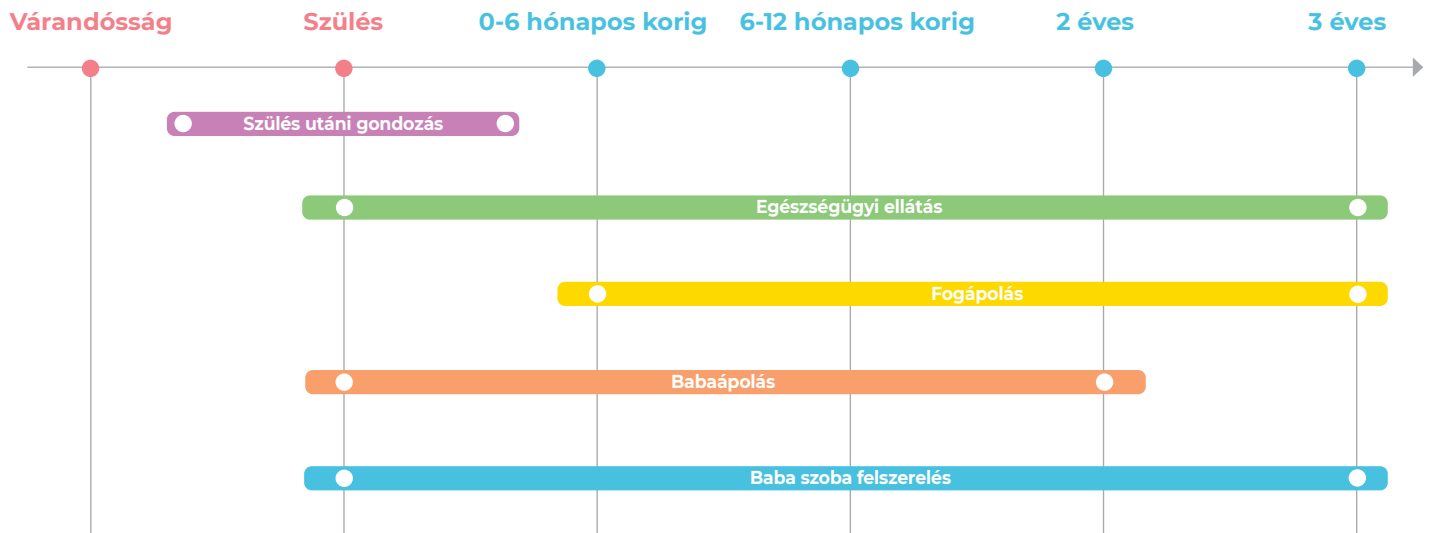 Várandósság
Szülés
0-6 hónapos korig
6-12 hónapos korig
2 éves
3 éves
Szülés utáni gondozás
Egészségügyi ellátás
Fogápolás
Babaápolás
Baba szoba felszerelés